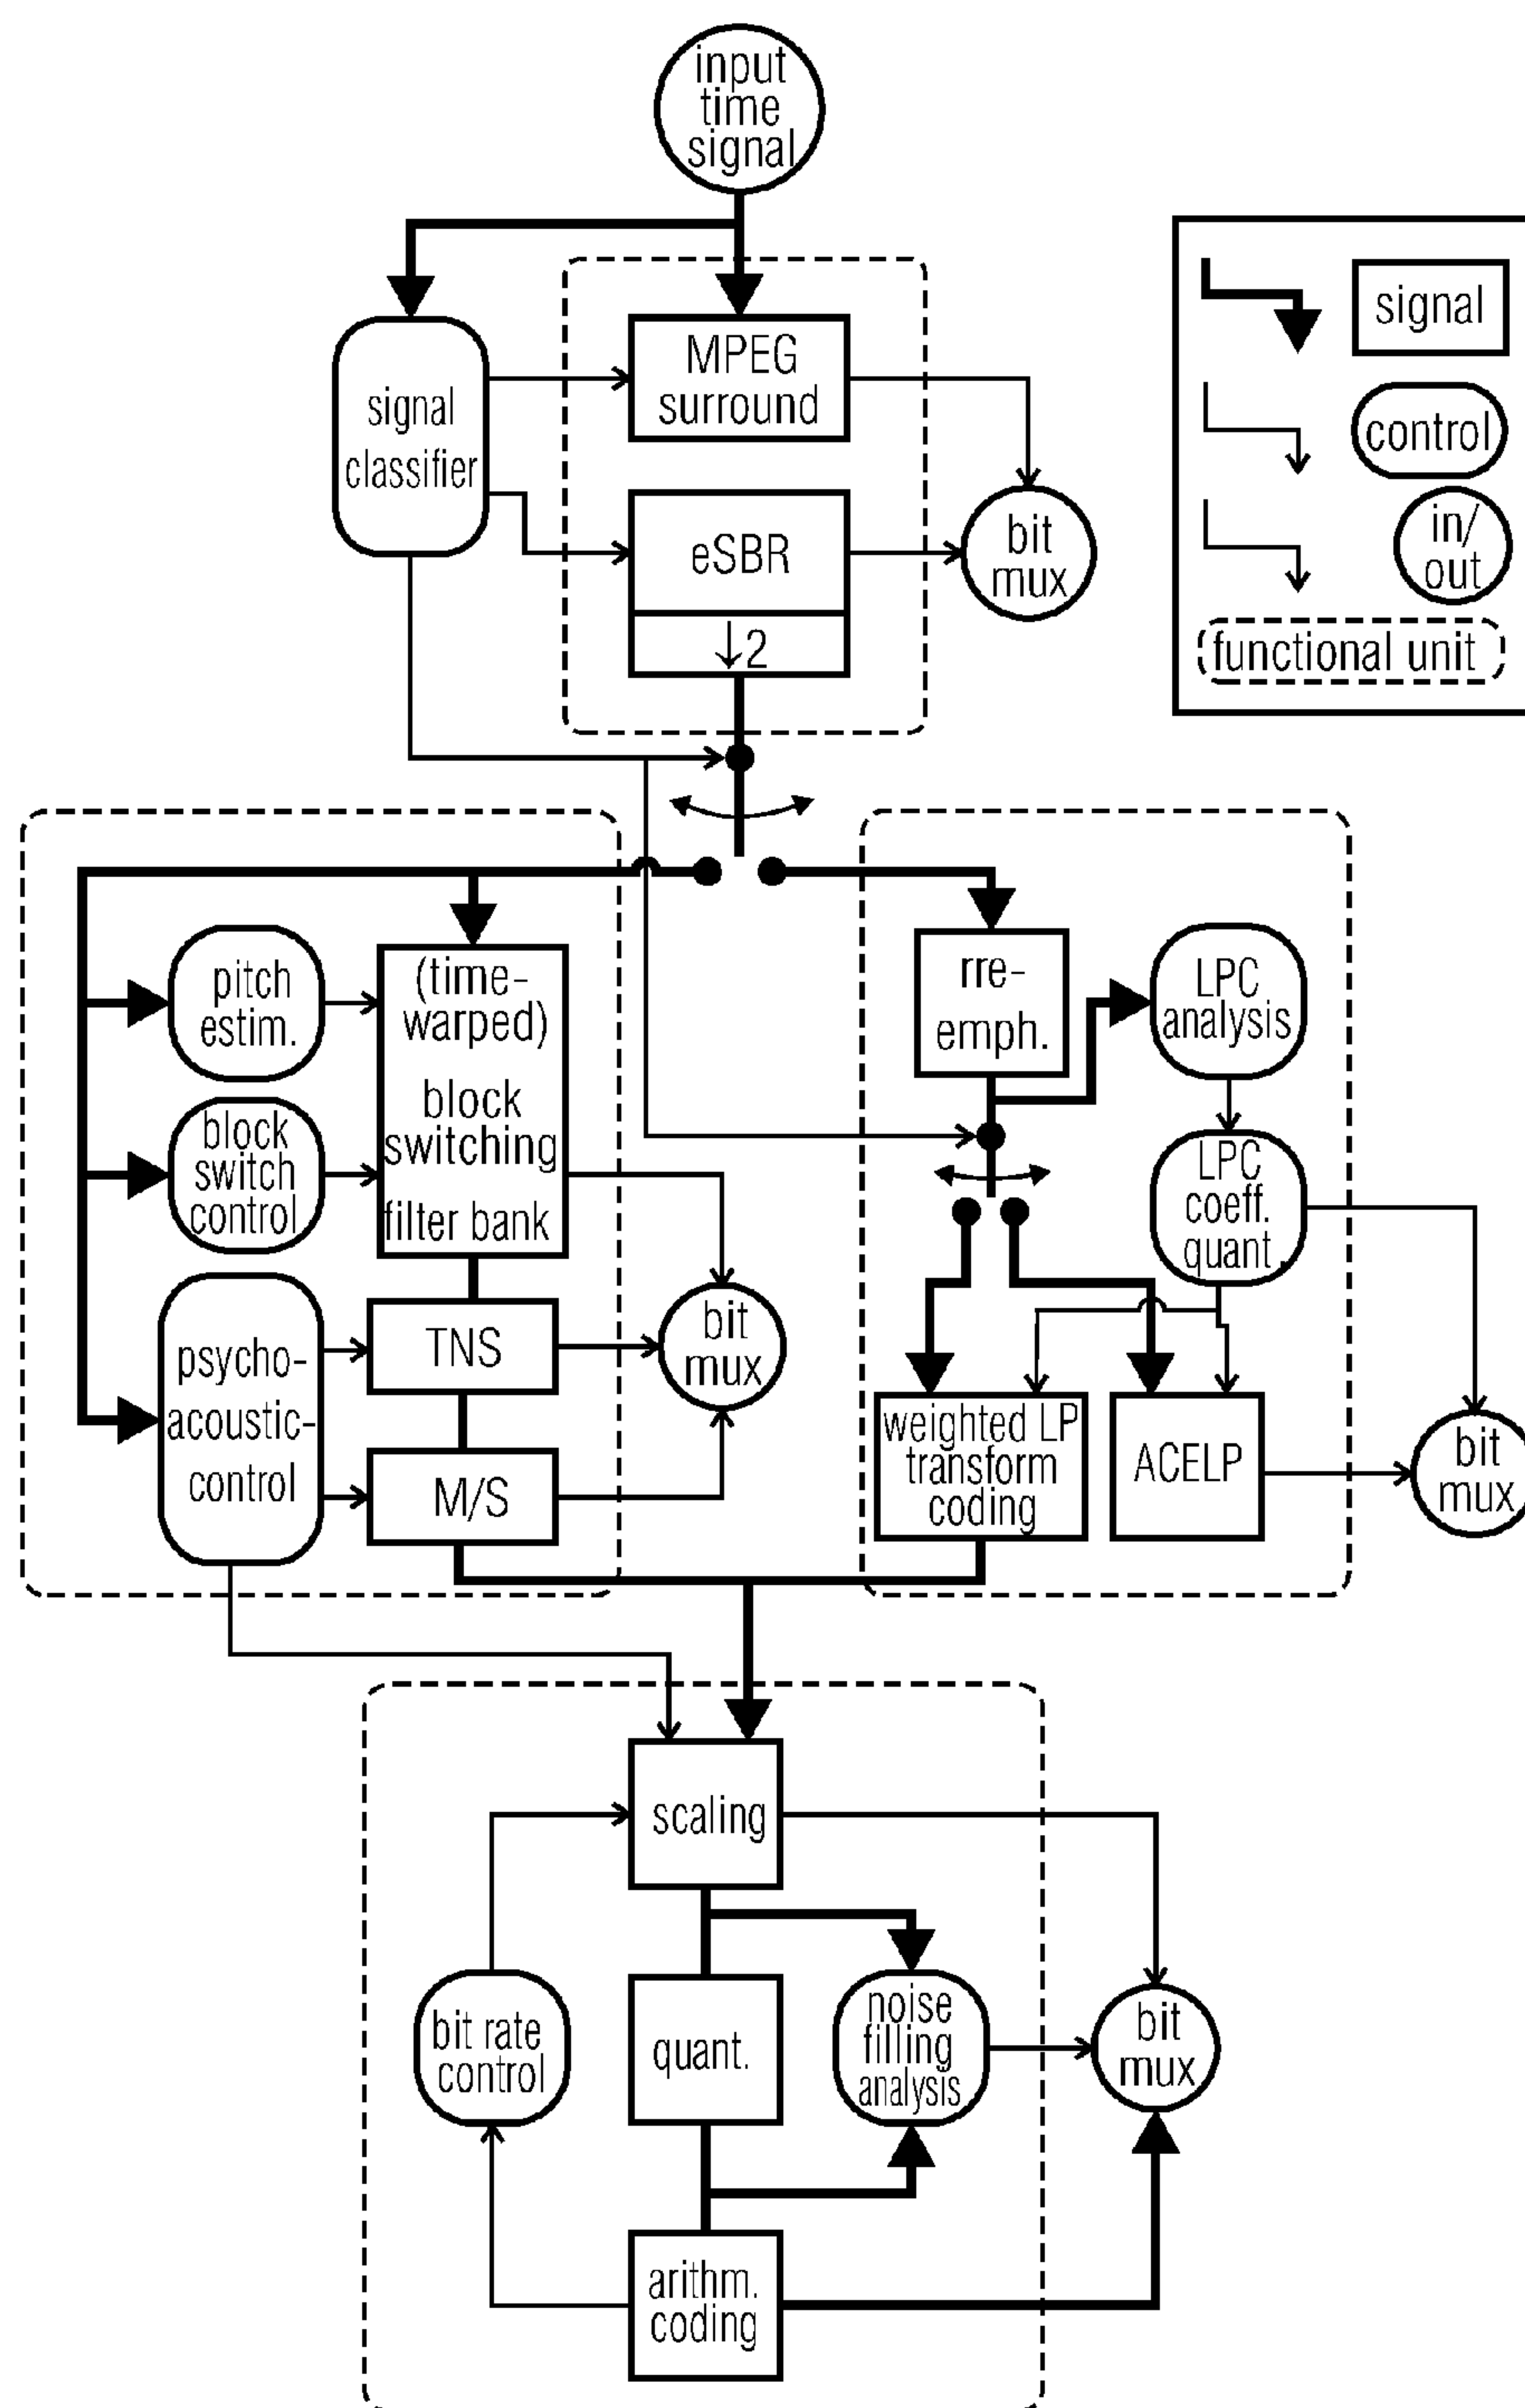 input
time
signal
signal
classifier
MPEG
surround
eSBR
↓2
bit
mux
signal
control
in/
out
functional unit
pitch
estim.
block
switch
control
psycho-
acoustic-
control
(time-
warped)
block
switching
filter bank
TNS
M/S
bit
mux
rre-
emph.
LPC
analysis
LPC
coeff.
quant.
weighted LP
transform
coding
ACELP
bit
mux
scaling
bit rate
control
quant.
noise
filling
analysis
bit
mux
arithm.
coding